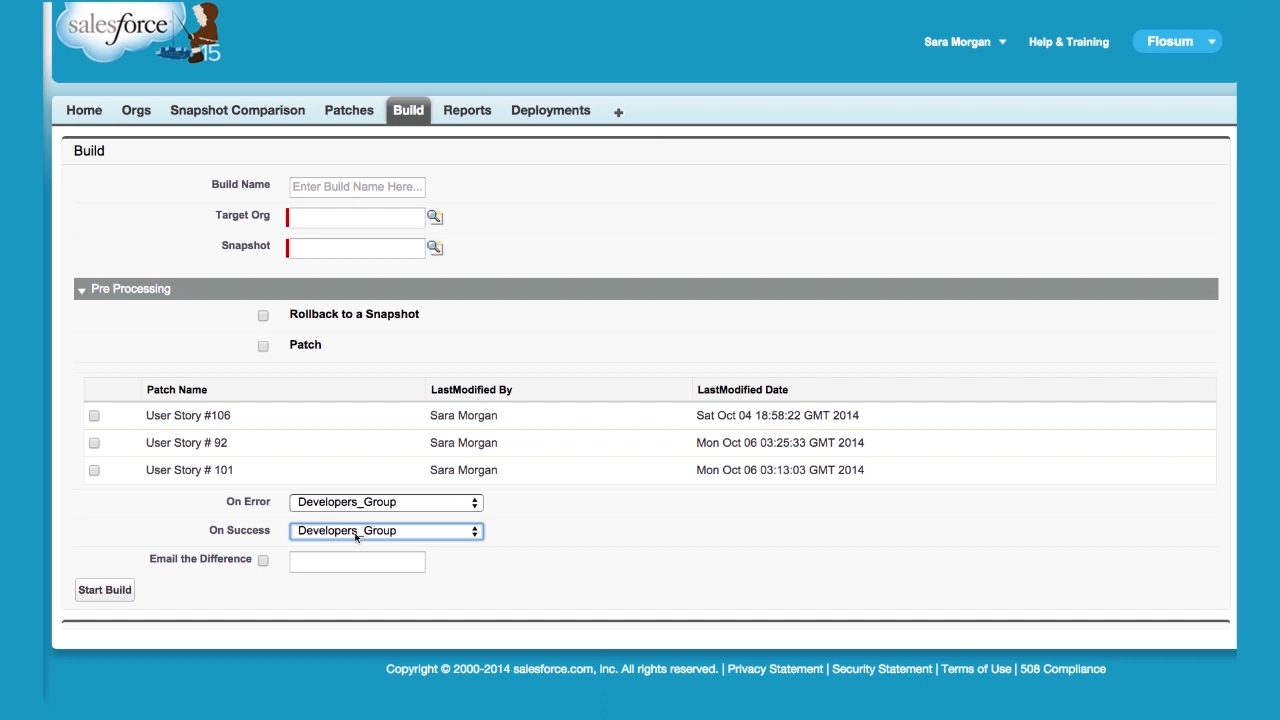 salesforce
15
Sara Morgan Help & Training Flosum
Home Orgs Snapshot Comparison Patches Build Reports Deployments +
Build
Build Name Enter Build Name Here...
Target Org
Snapshot
Pre Processing
Rollback to a Snapshot
Patch
Patch Name LastModified By LastModified Date
User Story #106 Sara Morgan Sat Oct 04 18:58:22 GMT 2014
User Story # 92 Sara Morgan Mon Oct 06 03:25:33 GMT 2014
User Story # 101 Sara Morgan Mon Oct 06 03:13:03 GMT 2014
On Error Developers_Group
On Success Developers_Group
Email the Difference
Start Build
Copyright © 2000-2014 salesforce.com, inc. All rights reserved. | Privacy Statement | Security Statement | Terms of Use | 508 Compliance